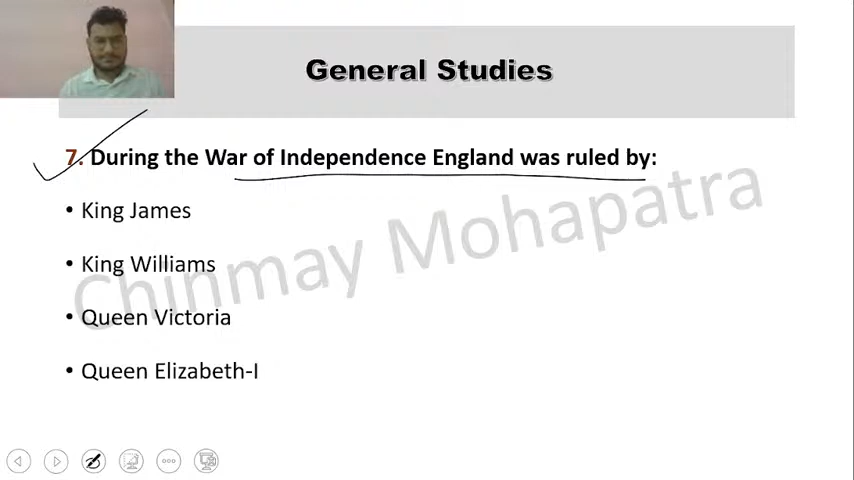 General Studies
7. During the War of Independence England was ruled by:
• King James
• King Williams
• Queen Victoria
• Queen Elizabeth-I
Chinmay Mohapatra